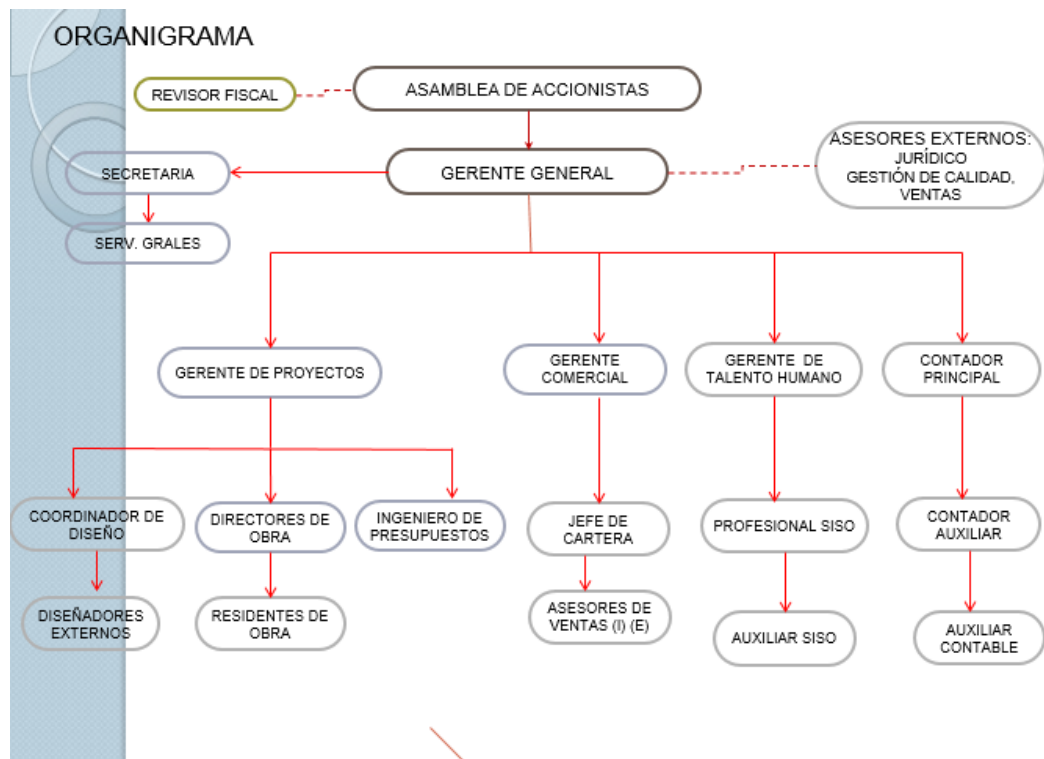 ORGANIGRAMA
REVISOR FISCAL
ASAMBLEA DE ACCIONISTAS
SECRETARIA
GERENTE GENERAL
ASESORES EXTERNOS:
JURÍDICO
GESTIÓN DE CALIDAD,
VENTAS
SERV. GRALES
GERENTE DE PROYECTOS
GERENTE
COMERCIAL
GERENTE DE
TALENTO HUMANO
CONTADOR
PRINCIPAL
COORDINADOR DE
DISEÑO
DIRECTORES DE
OBRA
INGENIERO DE
PRESUPUESTOS
JEFE DE
CARTERA
PROFESIONAL SISO
CONTADOR
AUXILIAR
DISEÑADORES
EXTERNOS
RESIDENTES DE
OBRA
ASESORES DE
VENTAS (I) (E)
AUXILIAR SISO
AUXILIAR
CONTABLE